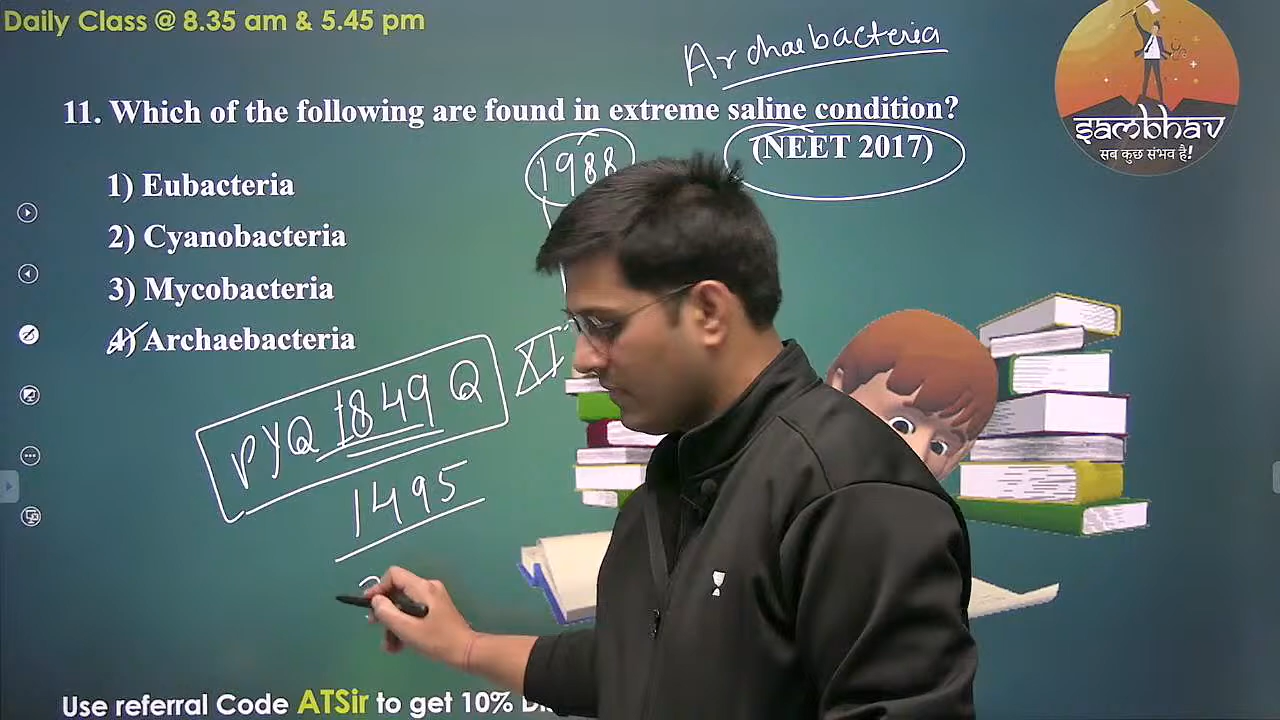 Daily Class @ 8.35 am & 5.45 pm
Archaebacteria
11. Which of the following are found in extreme saline condition?
(NEET 2017)
1988
1) Eubacteria
2) Cyanobacteria
3) Mycobacteria
4) Archaebacteria
PYQ 1849 Q
XI
1495
Use referral Code ATSir to get 10%
sambhav
सब कुछ संभव है!